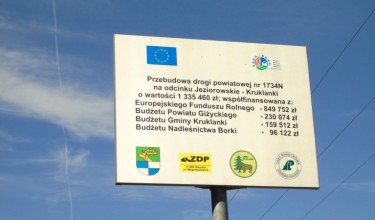 Przebudowa drogi powiatowej nr 1734N
na odcinku Jeziorowskie - Kruklanki
o wartości 1 335 460 zł; współfinansowana z:
Europejskiego Funduszu Rolnego - 849 752 zł
Budżetu Powiatu Giżyckiego - 230 074 zł
Budżetu Gminy Kruklanki - 159 512 zł
Budżetu Nadleśnictwa Borki - 96 122 zł
ZDP